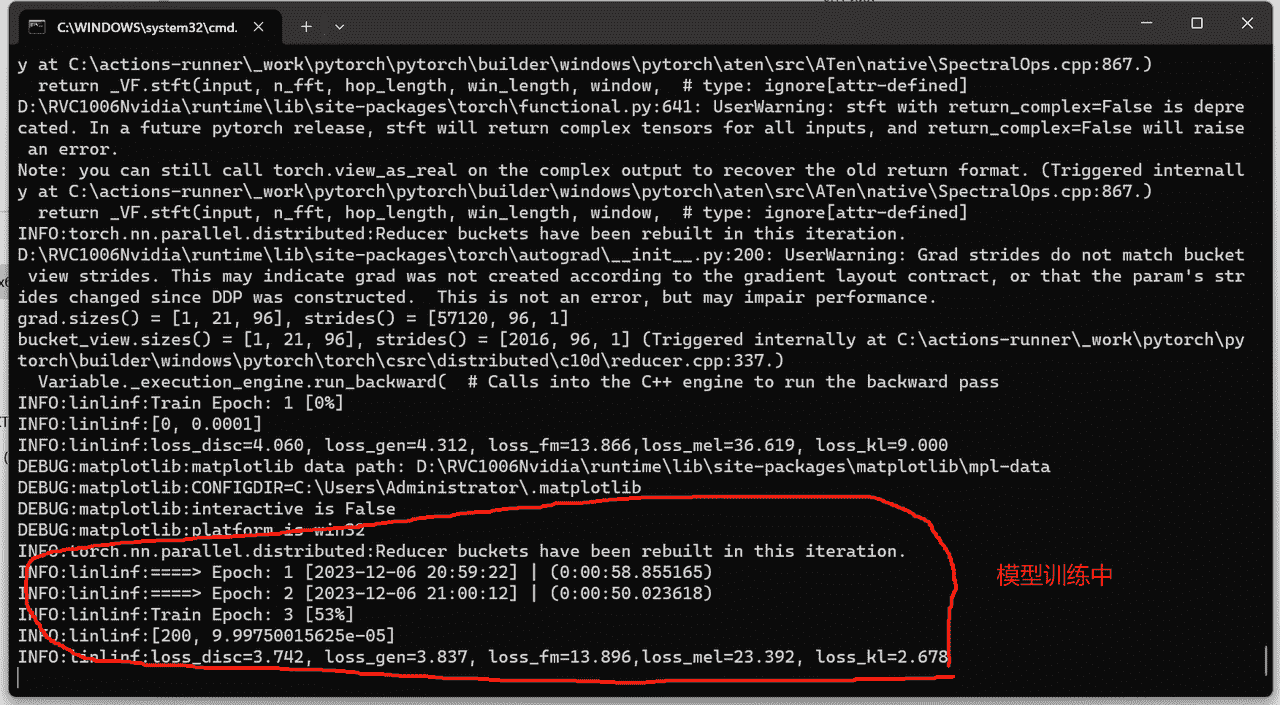 C:\WINDOWS\system32\cmd.
y at C:\actions-runner\_work\pytorch\pytorch\builder\windows\pytorch\aten\src\ATen\native\SpectralOps.cpp:867.)
  return _VF.stft(input, n_fft, hop_length, win_length, window,  # type: ignore[attr-defined]
D:\RVC1006Nvidia\runtime\lib\site-packages\torch\functional.py:641: UserWarning: stft with return_complex=False is depre
cated. In a future pytorch release, stft will return complex tensors for all inputs, and return_complex=False will raise
 an error.
Note: you can still call torch.view_as_real on the complex output to recover the old return format. (Triggered internall
y at C:\actions-runner\_work\pytorch\pytorch\builder\windows\pytorch\aten\src\ATen\native\SpectralOps.cpp:867.)
  return _VF.stft(input, n_fft, hop_length, win_length, window,  # type: ignore[attr-defined]
INFO:torch.nn.parallel.distributed:Reducer buckets have been rebuilt in this iteration.
D:\RVC1006Nvidia\runtime\lib\site-packages\torch\autograd\__init__.py:200: UserWarning: Grad strides do not match bucket
 view strides. This may indicate grad was not created according to the gradient layout contract, or that the param's str
ides changed since DDP was constructed.  This is not an error, but may impair performance.
grad.sizes() = [1, 21, 96], strides() = [57120, 96, 1]
bucket_view.sizes() = [1, 21, 96], strides() = [2016, 96, 1] (Triggered internally at C:\actions-runner\_work\pytorch\py
torch\builder\windows\pytorch\torch\csrc\distributed\c10d\reducer.cpp:337.)
  Variable._execution_engine.run_backward(  # Calls into the C++ engine to run the backward pass
INFO:linlinf:Train Epoch: 1 [0%]
INFO:linlinf:[0, 0.0001]
INFO:linlinf:loss_disc=4.060, loss_gen=4.312, loss_fm=13.866,loss_mel=36.619, loss_kl=9.000
DEBUG:matplotlib:matplotlib data path: D:\RVC1006Nvidia\runtime\lib\site-packages\matplotlib\mpl-data
DEBUG:matplotlib:CONFIGDIR=C:\Users\Administrator\.matplotlib
DEBUG:matplotlib:interactive is False
DEBUG:matplotlib:platform is win32
INFO:torch.nn.parallel.distributed:Reducer buckets have been rebuilt in this iteration.
INFO:linlinf:====> Epoch: 1 [2023-12-06 20:59:22] | (0:00:58.855165)
模型训练中
INFO:linlinf:====> Epoch: 2 [2023-12-06 21:00:12] | (0:00:50.023618)
INFO:linlinf:Train Epoch: 3 [53%]
INFO:linlinf:[200, 9.99750015625e-05]
INFO:linlinf:loss_disc=3.742, loss_gen=3.837, loss_fm=13.896,loss_mel=23.392, loss_kl=2.678